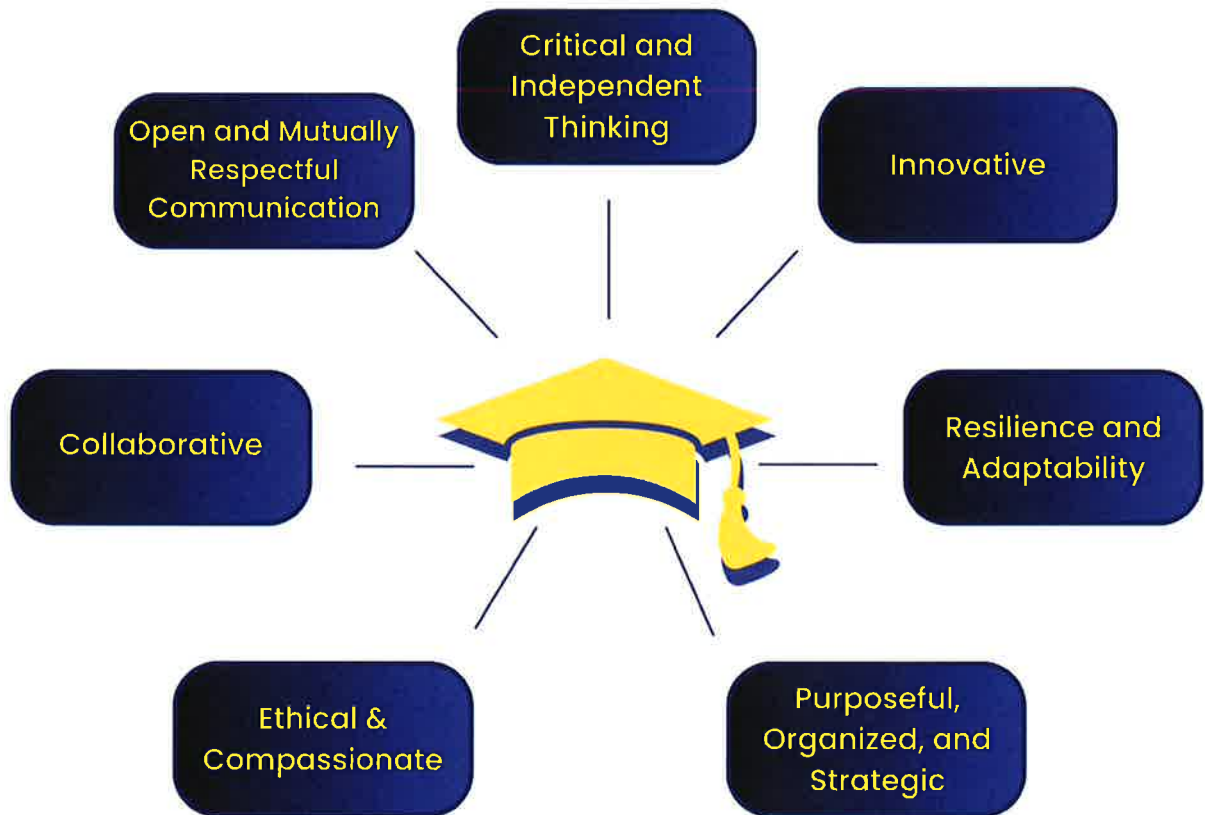 Critical and
Independent
Thinking
Open and Mutually
Respectful
Communication
Innovative
Collaborative
Resilience and
Adaptability
Ethical &
Compassionate
Purposeful,
Organized, and
Strategic